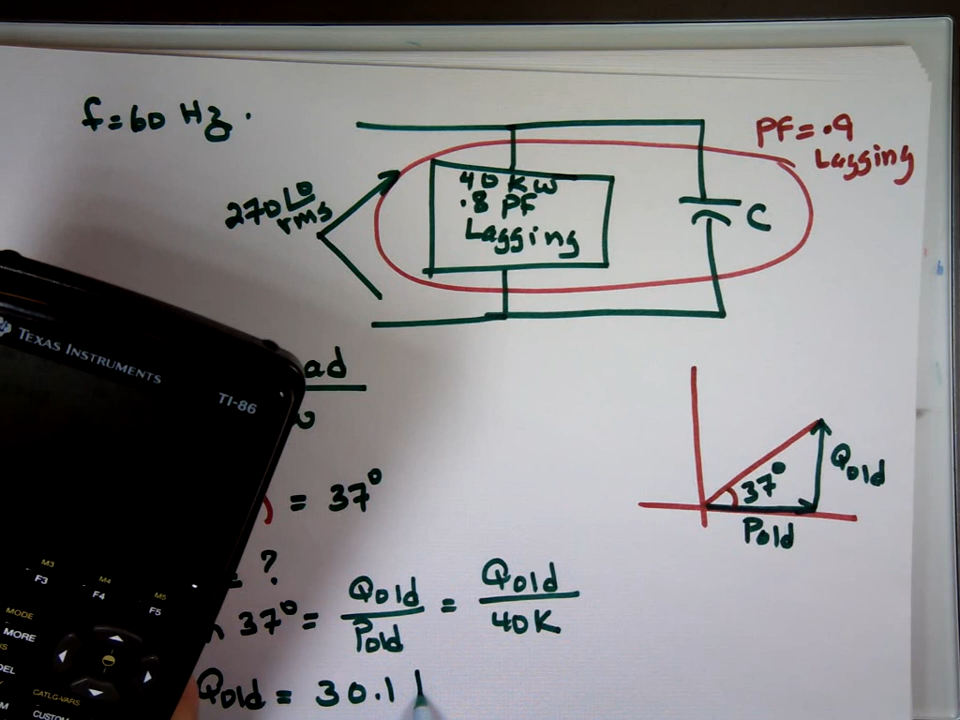 f=60 Hz.
PF=.9
Lagging
270∠0
rms
40 KW
.8 PF
Lagging
C
TEXAS INSTRUMENTS
TI-86
ad
= 37°
Qold
37°
Pold
?
37° = Qold / Pold = Qold / 40K
Qold = 30.1
M3
F3
M4
F4
M5
F5
MODE
MORE
DEL
CATLG-VARS
CUSTOM